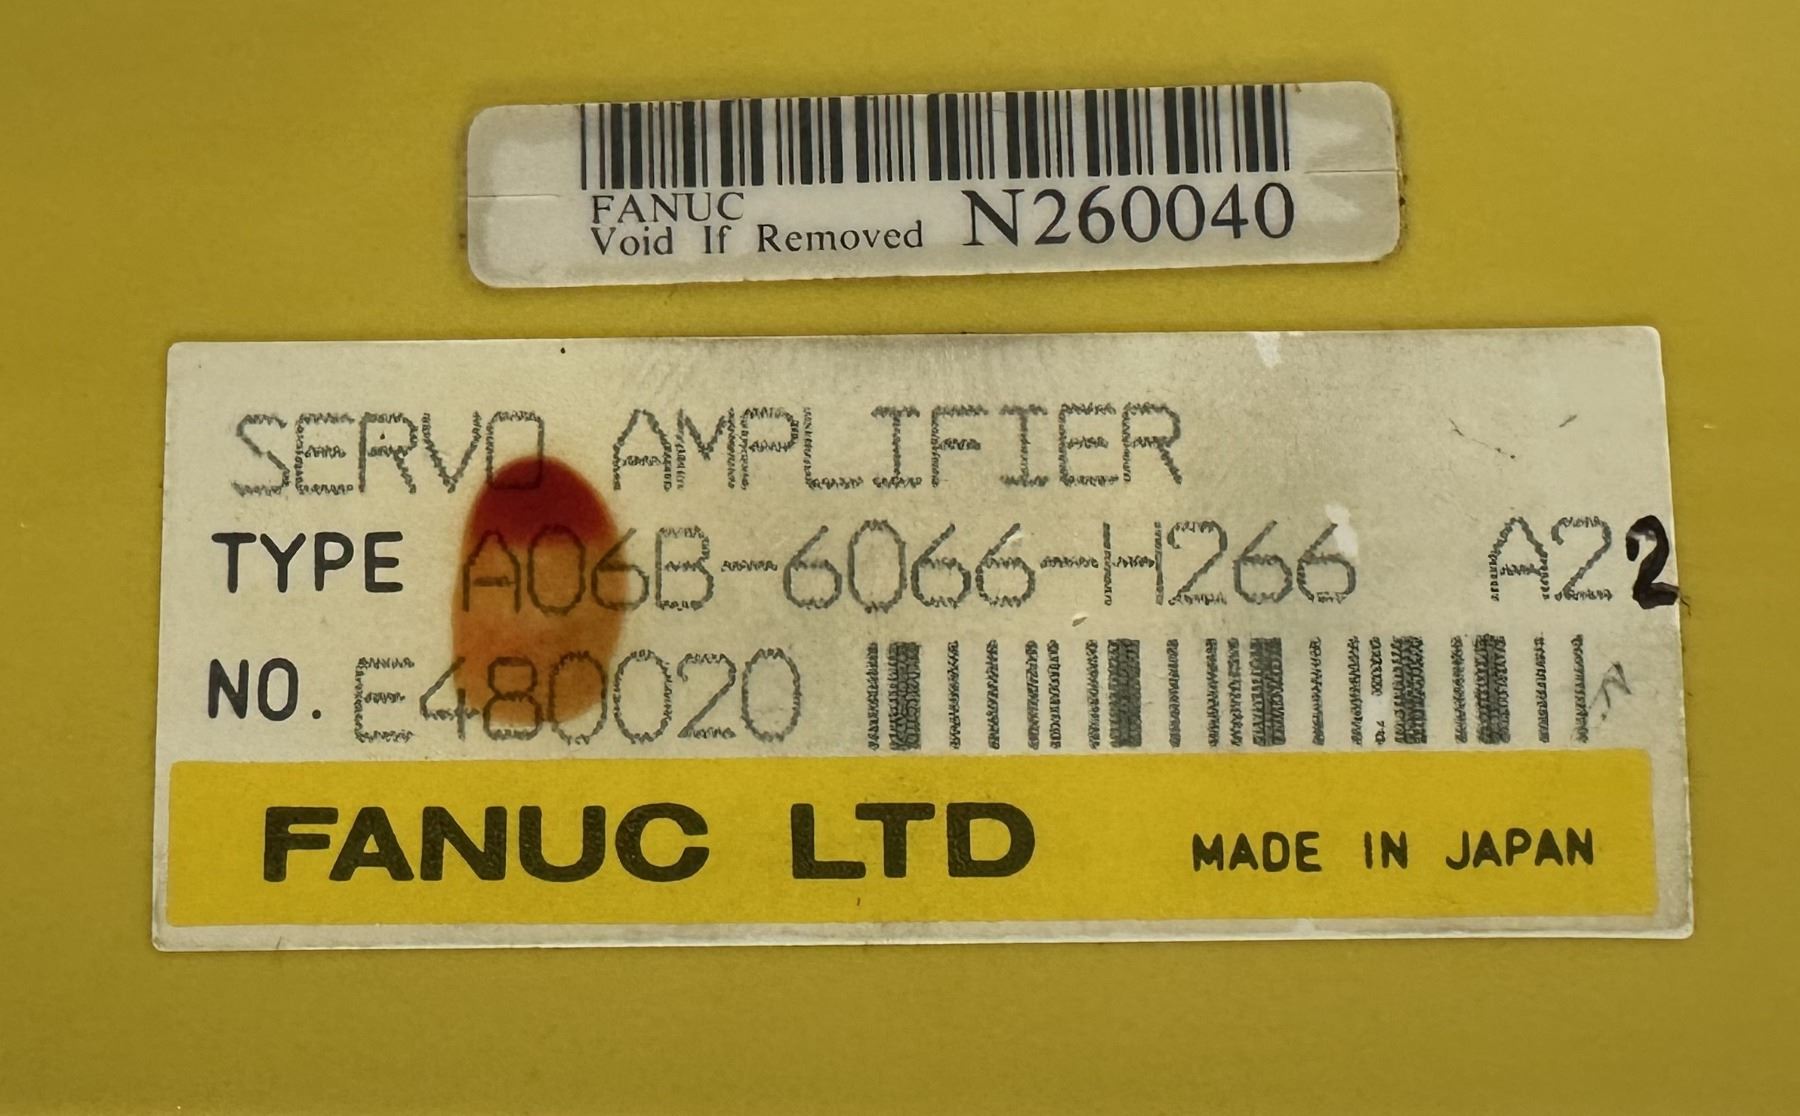 FANUC
Void If Removed N260040
SERVO AMPLIFIER
TYPE A06B-6066-H266 A22
NO. E480020
FANUC LTD MADE IN JAPAN